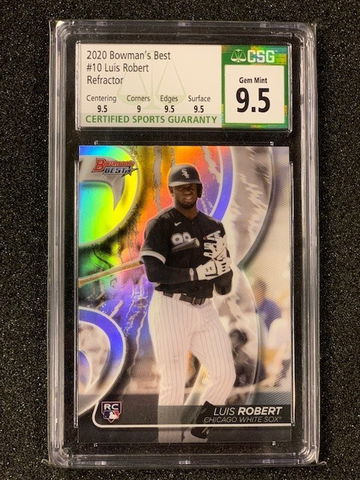 2020 Bowman's Best
#10 Luis Robert
Refractor
Centering Corners Edges Surface
9.5 9 9.5 9.5
CERTIFIED SPORTS GUARANTY
CSG
Gem Mint
9.5
Bowman's
BEST
RC
LUIS ROBERT
CHICAGO WHITE SOX